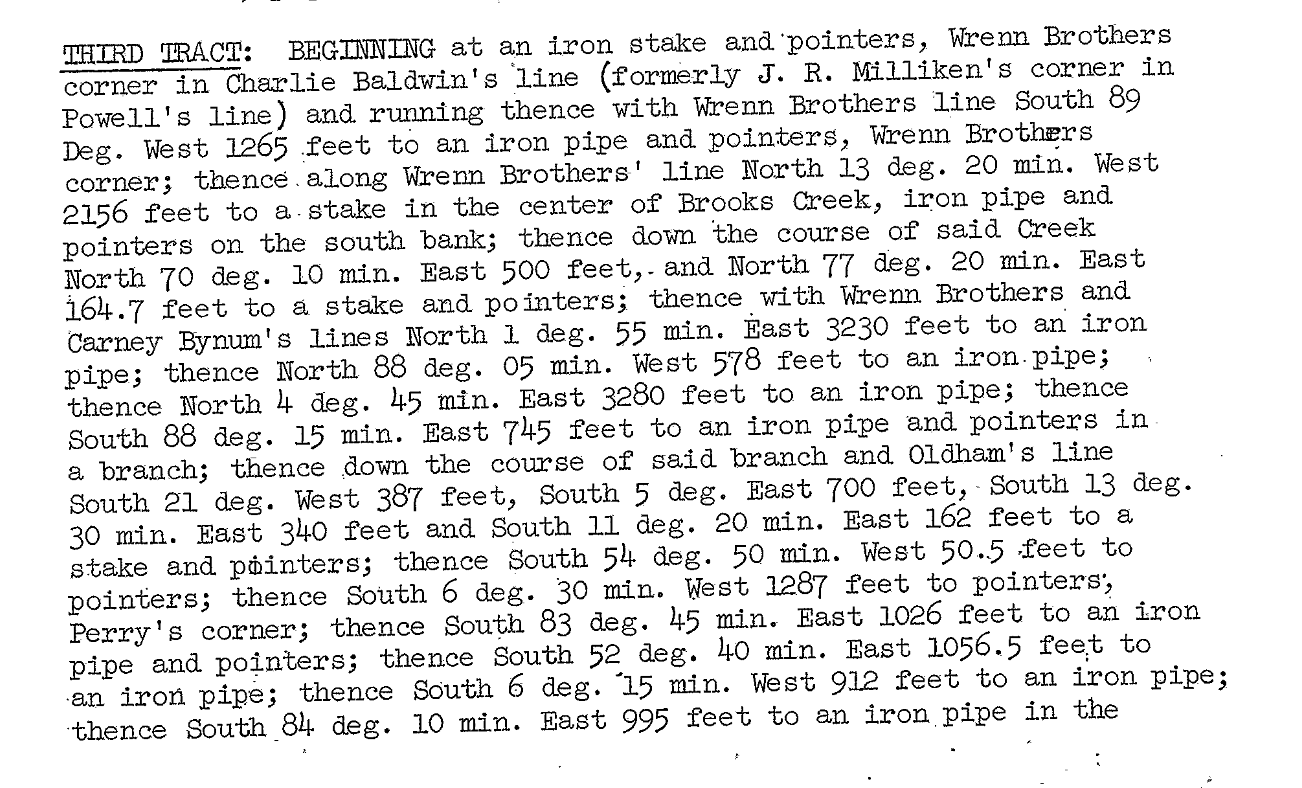 THIRD TRACT: BEGINNING at an iron stake and pointers, Wrenn Brothers
corner in Charlie Baldwin's line (formerly J. R. Milliken's corner in
Powell's line) and running thence with Wrenn Brothers line South 89
Deg. West 1265 feet to an iron pipe and pointers, Wrenn Brothers
corner; thence along Wrenn Brothers' line North 13 deg. 20 min. West
2156 feet to a stake in the center of Brooks Creek, iron pipe and
pointers on the south bank; thence down the course of said Creek
North 70 deg. 10 min. East 500 feet, and North 77 deg. 20 min. East
164.7 feet to a stake and pointers; thence with Wrenn Brothers and
Carney Bynum's lines North 1 deg. 55 min. East 3230 feet to an iron
pipe; thence North 88 deg. 05 min. West 578 feet to an iron pipe;
thence North 4 deg. 45 min. East 3280 feet to an iron pipe; thence
South 88 deg. 15 min. East 745 feet to an iron pipe and pointers in
a branch; thence down the course of said branch and Oldham's line
South 21 deg. West 387 feet, South 5 deg. East 700 feet, South 13 deg.
30 min. East 340 feet and South 11 deg. 20 min. East 162 feet to a
stake and pointers; thence South 54 deg. 50 min. West 50.5 feet to
pointers; thence South 6 deg. 30 min. West 1287 feet to pointers,
Perry's corner; thence South 83 deg. 45 min. East 1026 feet to an iron
pipe and pointers; thence South 52 deg. 40 min. East 1056.5 feet to
an iron pipe; thence South 6 deg. 15 min. West 912 feet to an iron pipe;
thence South 84 deg. 10 min. East 995 feet to an iron pipe in the